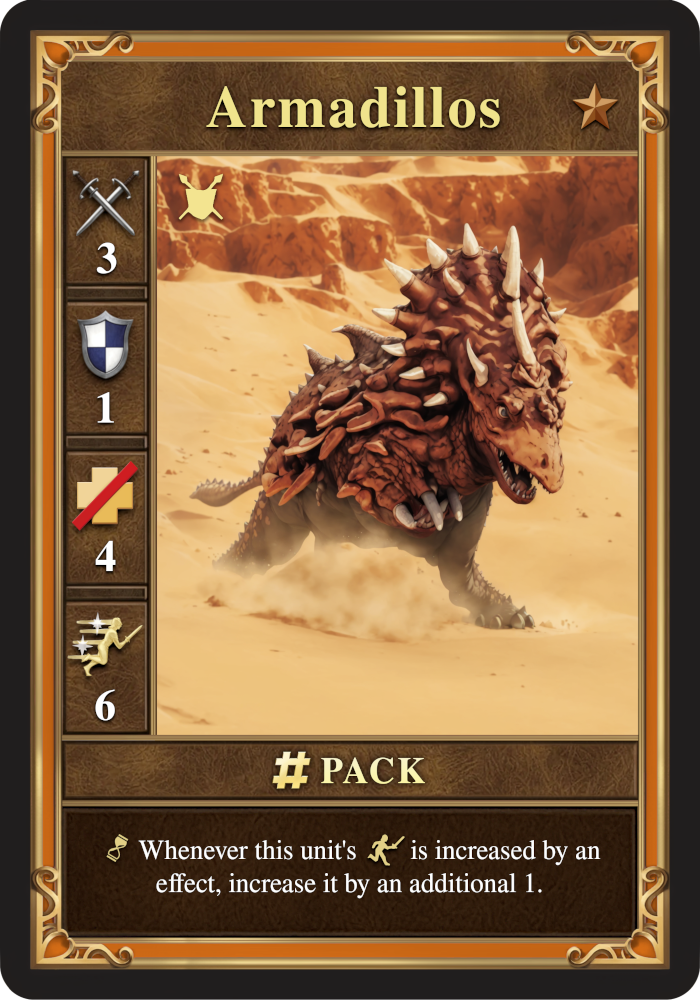 Armadillos
3
1
4
6
# PACK
Whenever this unit's is increased by an
effect, increase it by an additional 1.